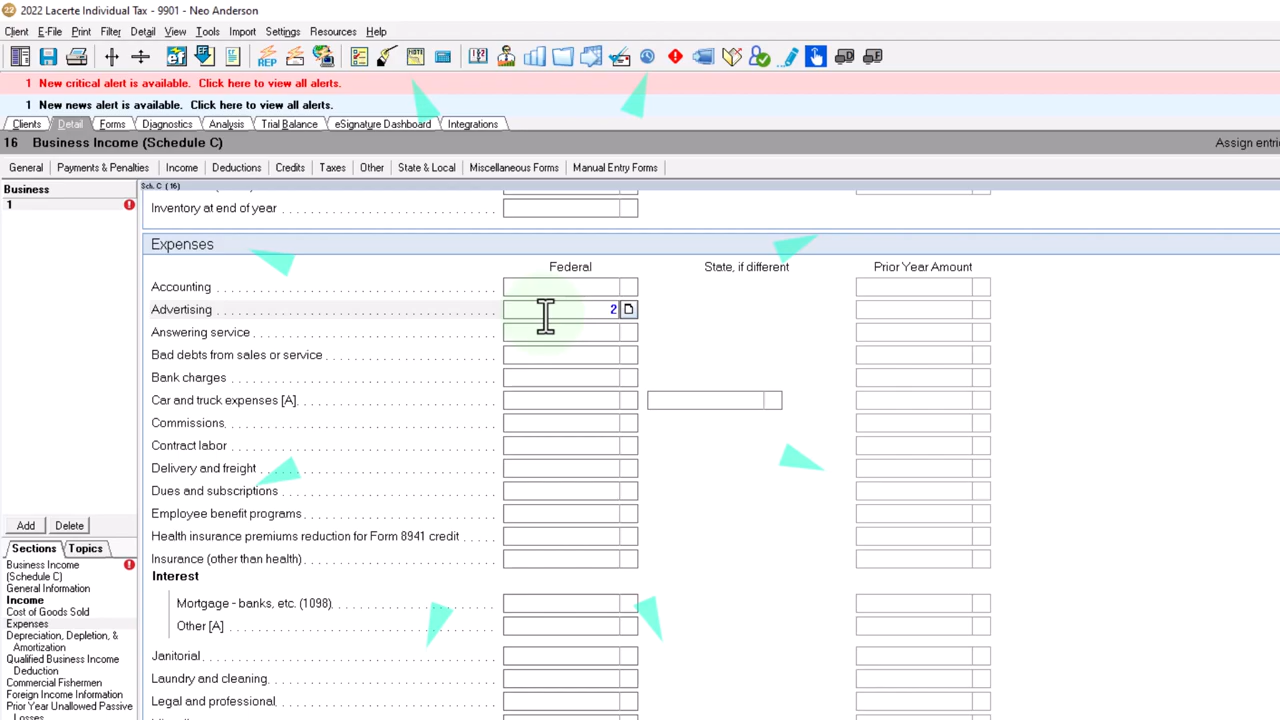 2022 Lacerte Individual Tax - 9901 - Neo Anderson
Client E-File Print Filter Detail View Tools Import Settings Resources Help
REP
1 New critical alert is available. Click here to view all alerts.
1 New news alert is available. Click here to view all alerts.
Clients Detail Forms Diagnostics Analysis Trial Balance eSignature Dashboard Integrations
16 Business Income (Schedule C) Assign entri
General Payments & Penalties Income Deductions Credits Taxes Other State & Local Miscellaneous Forms Manual Entry Forms
Business
1
Sch. C (16)
Inventory at end of year
Expenses
Federal State, if different Prior Year Amount
Accounting
Advertising 2
Answering service
Bad debts from sales or service
Bank charges
Car and truck expenses [A]
Commissions
Contract labor
Delivery and freight
Dues and subscriptions
Employee benefit programs
Health insurance premiums reduction for Form 8941 credit
Insurance (other than health)
Interest
Mortgage - banks, etc. (1098)
Other [A]
Janitorial
Laundry and cleaning
Legal and professional
Add Delete
Sections Topics
Business Income
(Schedule C)
General Information
Income
Cost of Goods Sold
Expenses
Depreciation, Depletion, &
Amortization
Qualified Business Income
Deduction
Commercial Fishermen
Foreign Income Information
Prior Year Unallowed Passive
Losses